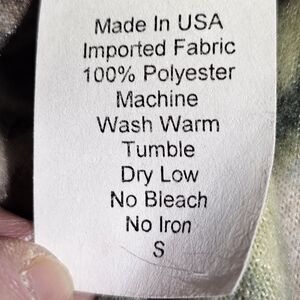 Made In USA
Imported Fabric
100% Polyester
Machine
Wash Warm
Tumble
Dry Low
No Bleach
No Iron
S